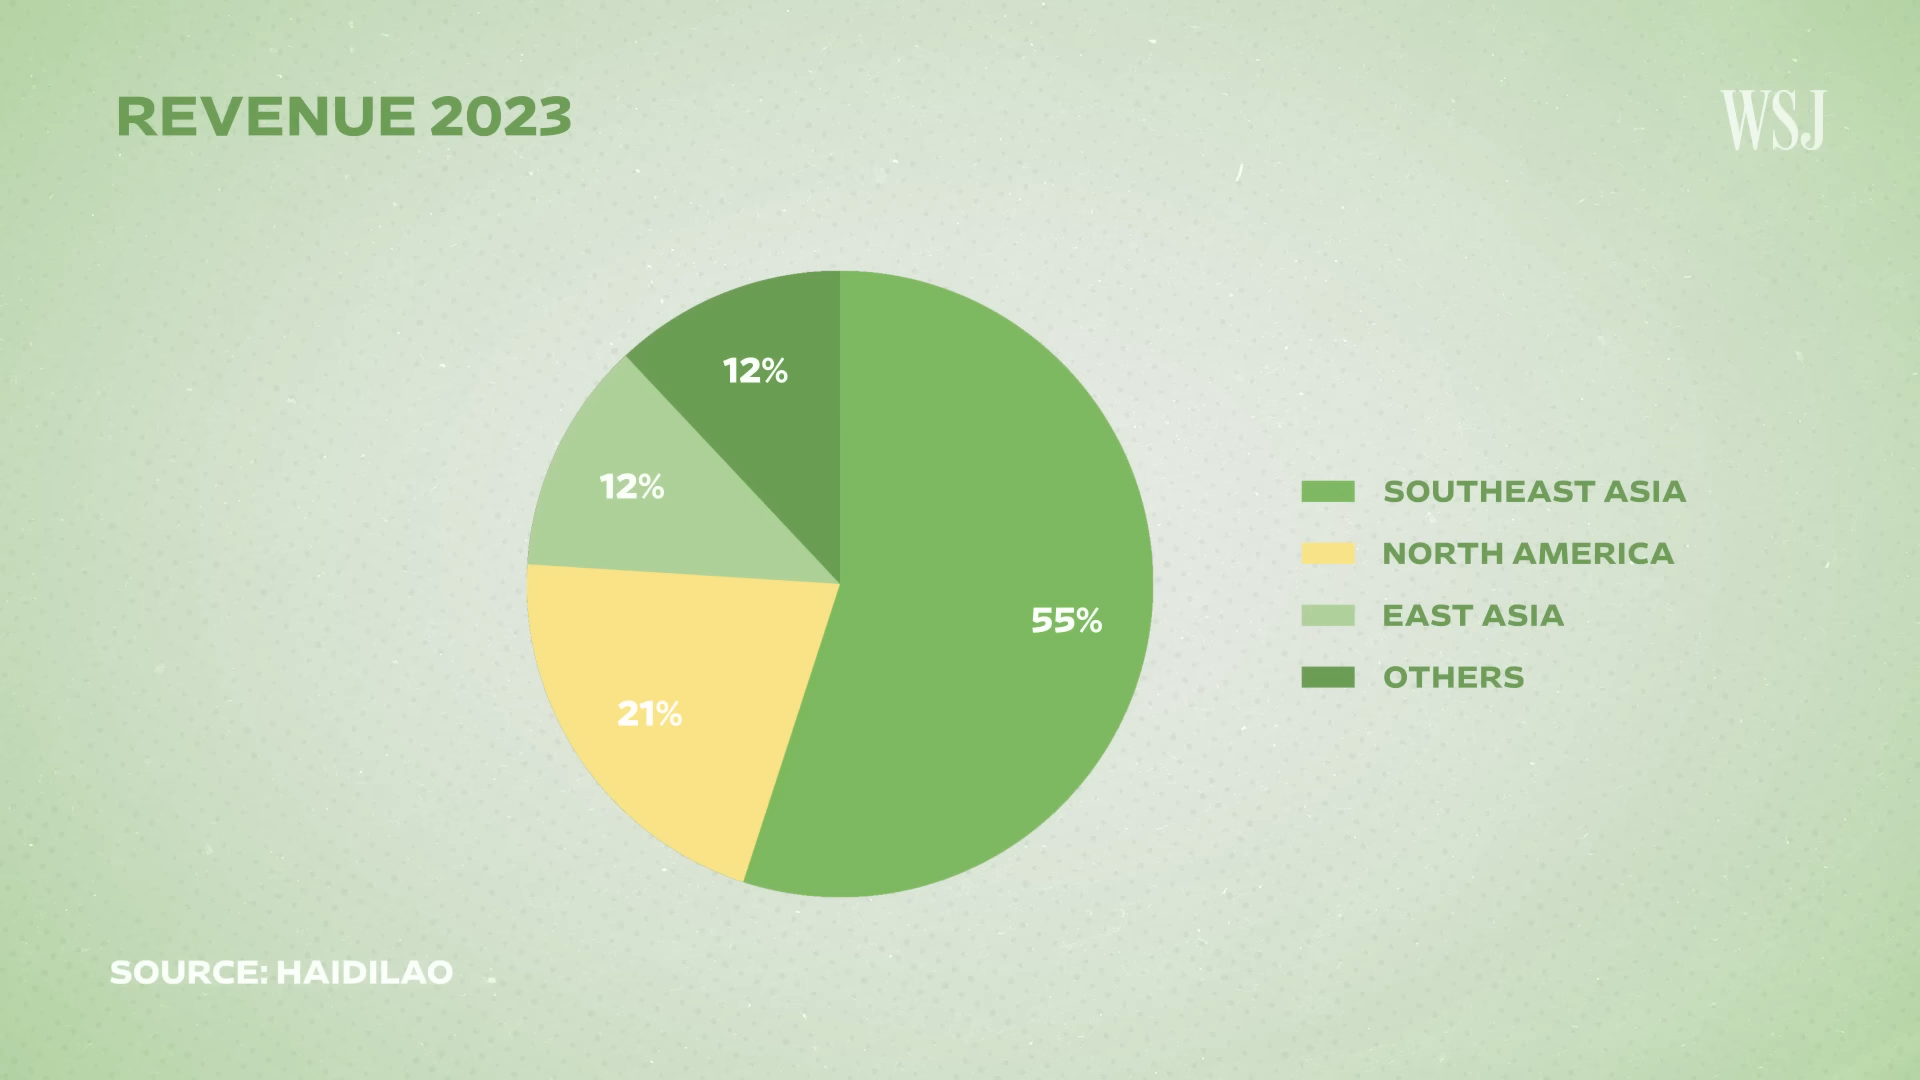 REVENUE 2023
WSJ
12%
12%
55%
21%
SOUTHEAST ASIA
NORTH AMERICA
EAST ASIA
OTHERS
SOURCE: HAIDILAO